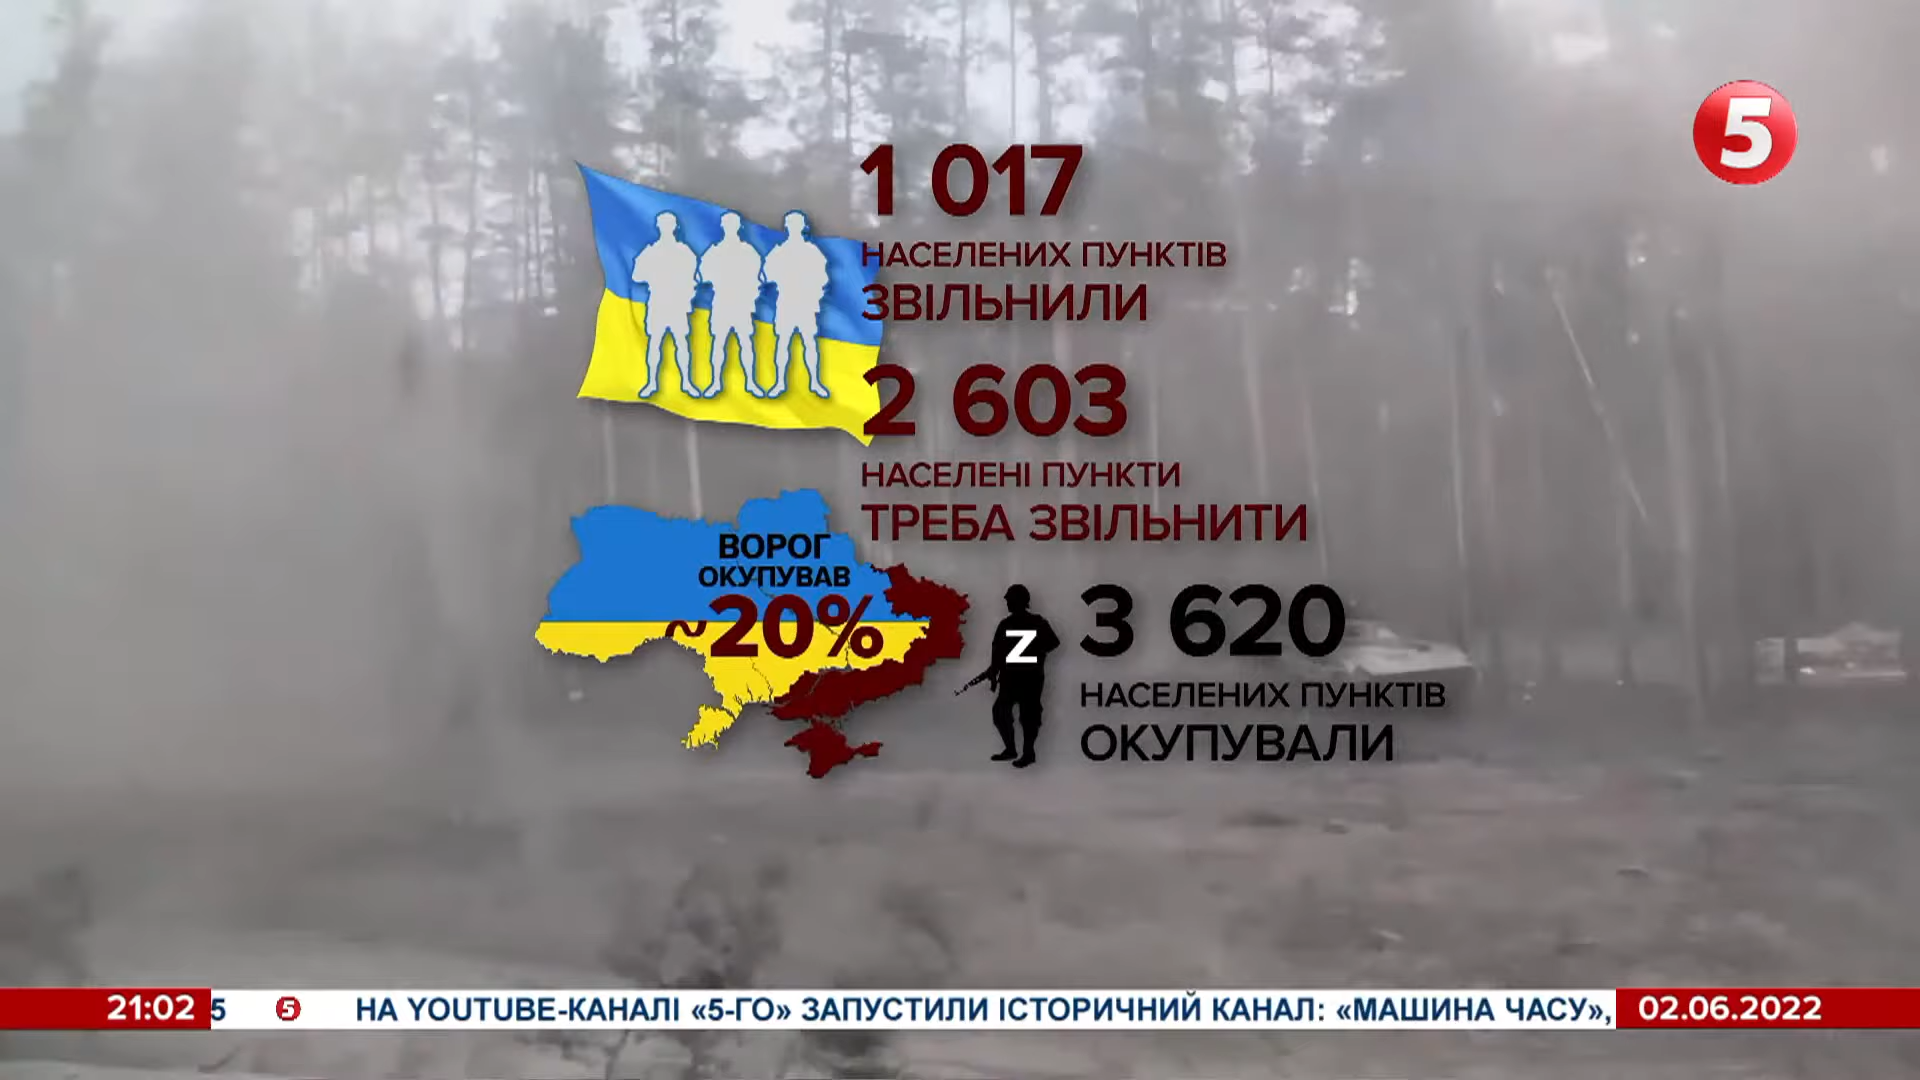 5
1 017
НАСЕЛЕНИХ ПУНКТІВ
ЗВІЛЬНИЛИ
2 603
НАСЕЛЕНІ ПУНКТИ
ТРЕБА ЗВІЛЬНИТИ
ВОРОГ
ОКУПУВАВ
~20%
Z
3 620
НАСЕЛЕНИХ ПУНКТІВ
ОКУПУВАЛИ
21:02 5 5 НА YOUTUBE-КАНАЛІ «5-ГО» ЗАПУСТИЛИ ІСТОРИЧНИЙ КАНАЛ: «МАШИНА ЧАСУ», 02.06.2022